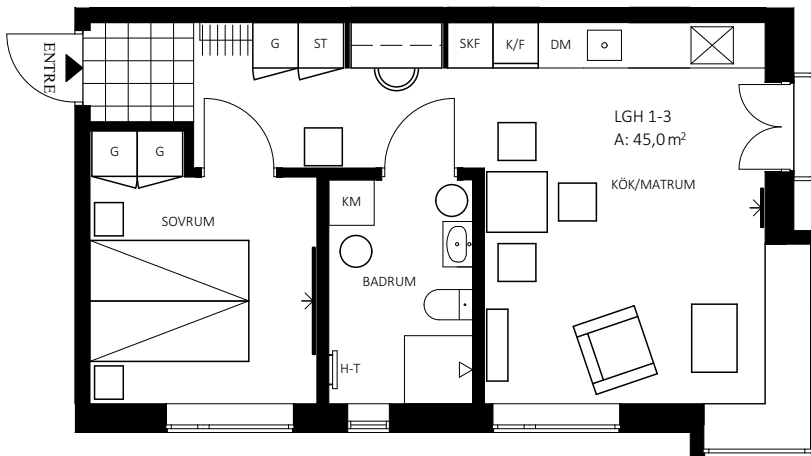 ENTRE
G
ST
SKF
K/F
DM
LGH 1-3
A: 45,0 m²
G
G
KÖK/MATRUM
KM
SOVRUM
BADRUM
H-T